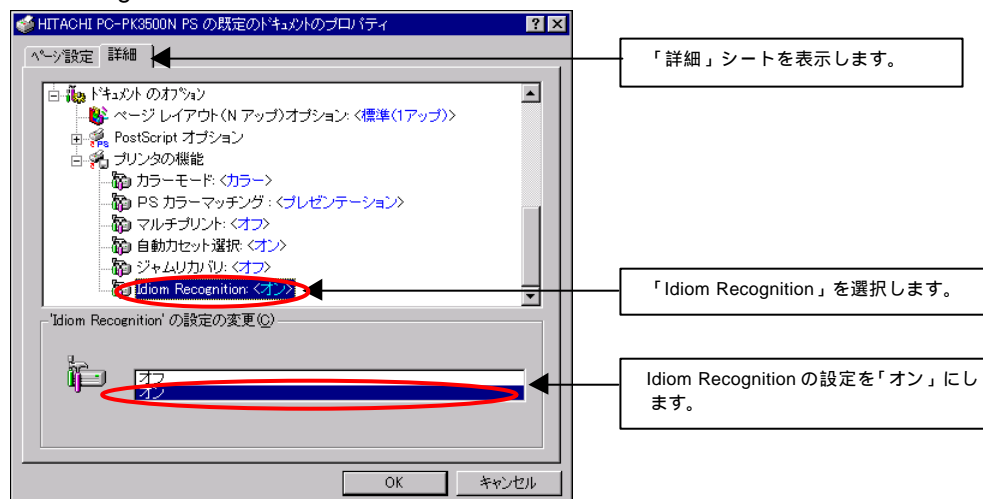 HITACHI PC-PK3500N PS の既定のドキュメントのプロパティ
ページ設定 詳細
「詳細」シートを表示します。
ドキュメント のオプション
ページ レイアウト(N アップ)オプション: <標準(1アップ)>
PostScript オプション
プリンタの機能
カラーモード: <カラー>
PS カラーマッチング : <プレゼンテーション>
マルチプリント: <オフ>
自動カセット選択: <オン>
ジャムリカバリ: <オフ>
Idiom Recognition: <オン>
「Idiom Recognition」を選択します。
'Idiom Recognition' の設定の変更(C)
オフ
オン
Idiom Recognition の設定を「オン」にし
ます。
OK キャンセル